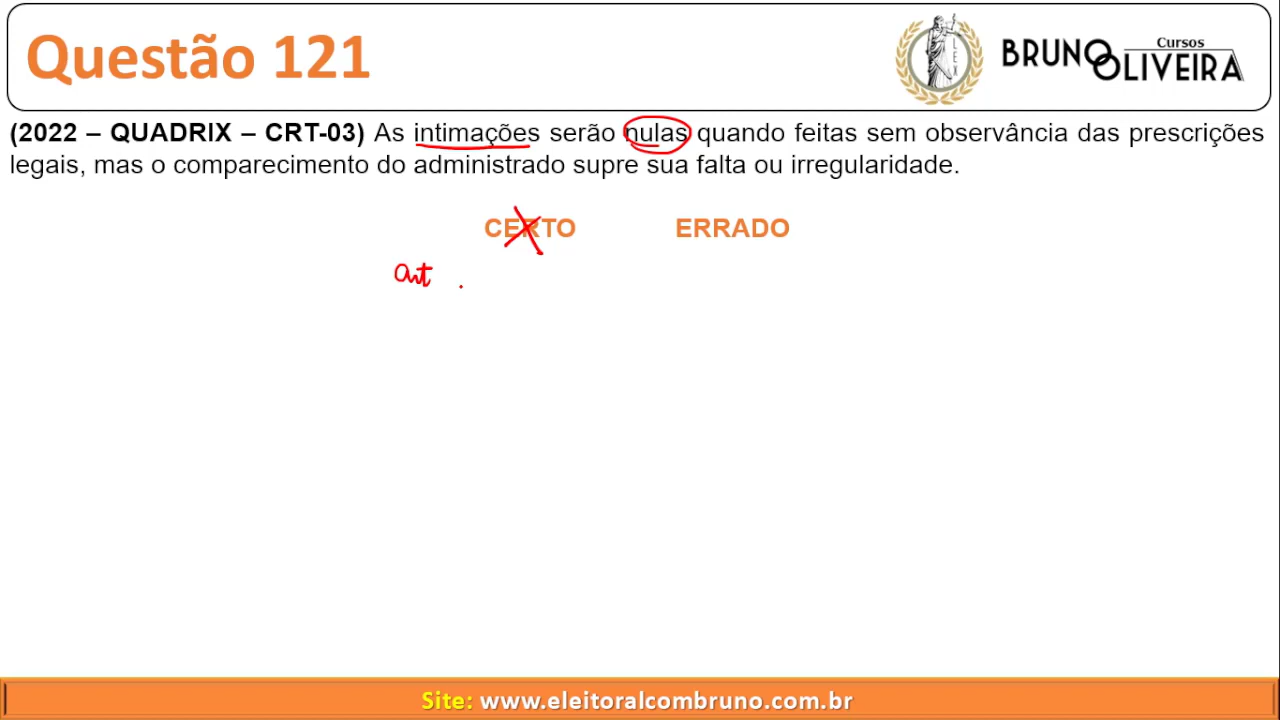 Questão 121
Cursos
BRUNO
OLIVEIRA
LEX
(2022 – QUADRIX – CRT-03) As intimações serão nulas quando feitas sem observância das prescrições
legais, mas o comparecimento do administrado supre sua falta ou irregularidade.
CERTO ERRADO
art .
Site: www.eleitoralcombruno.com.br